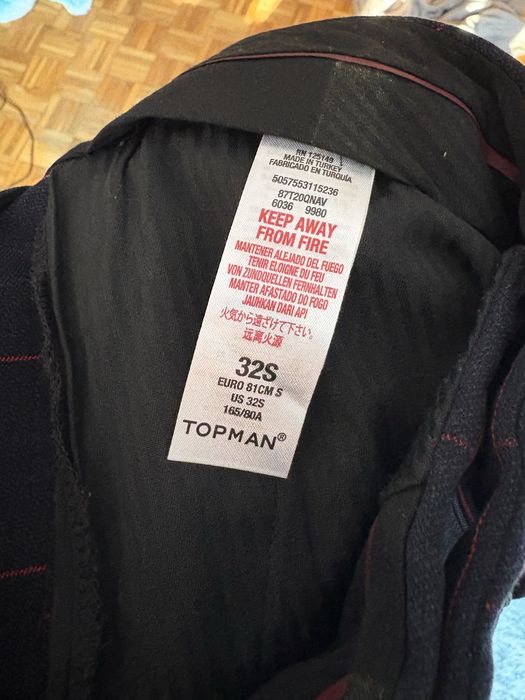 RN 125149
MADE IN TURKEY
FABRICADO EN TURQUÍA
5057553115236
87T20QNAV
6036 9980
KEEP AWAY
FROM FIRE
MANTENER ALEJADO DEL FUEGO
TENIR ELOIGNE DU FEU
VON ZUNDQUELLEN FERNHALTEN
MANTER AFASTADO DO FOGO
JAUHKAN DARI API
火気から遠ざけて下さい。
远离火源
32S
EURO 81CM S
US 32S
165/80A
TOPMAN®